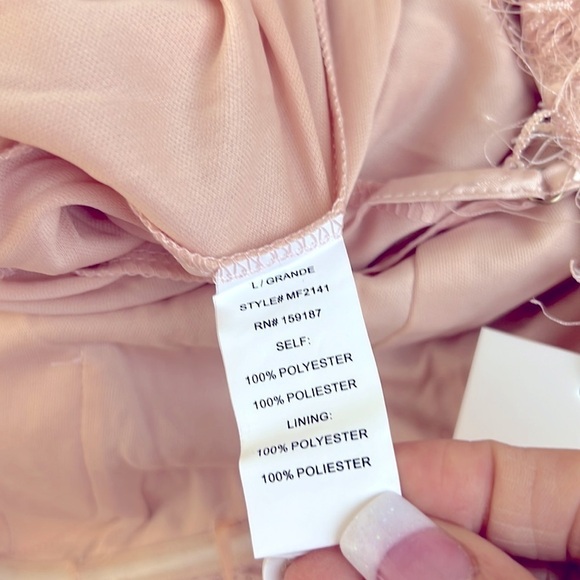 L / GRANDE
STYLE# MF2141
RN# 159187
SELF:
100% POLYESTER
100% POLIESTER
LINING:
100% POLYESTER
100% POLIESTER